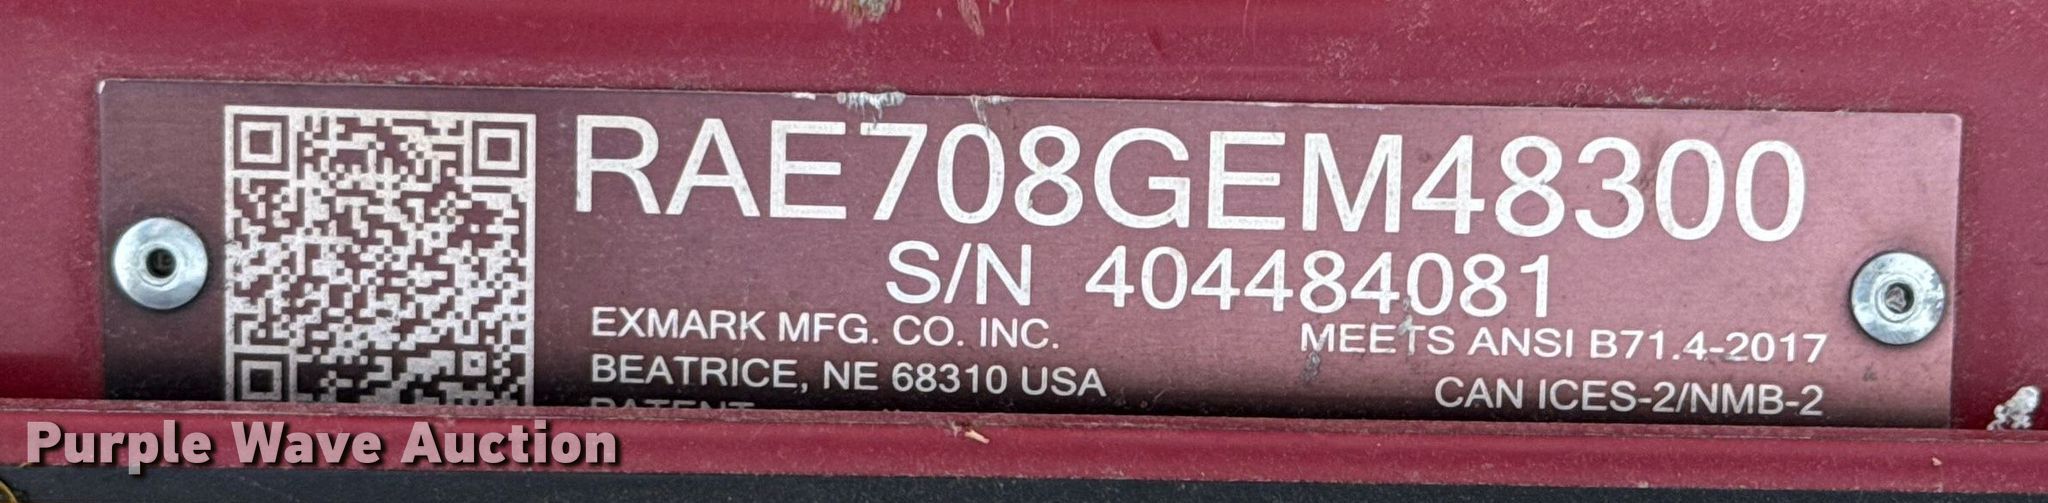 RAE708GEM48300
S/N 404484081
EXMARK MFG. CO. INC.
BEATRICE, NE 68310 USA
PATENT
MEETS ANSI B71.4-2017
CAN ICES-2/NMB-2
Purple Wave Auction